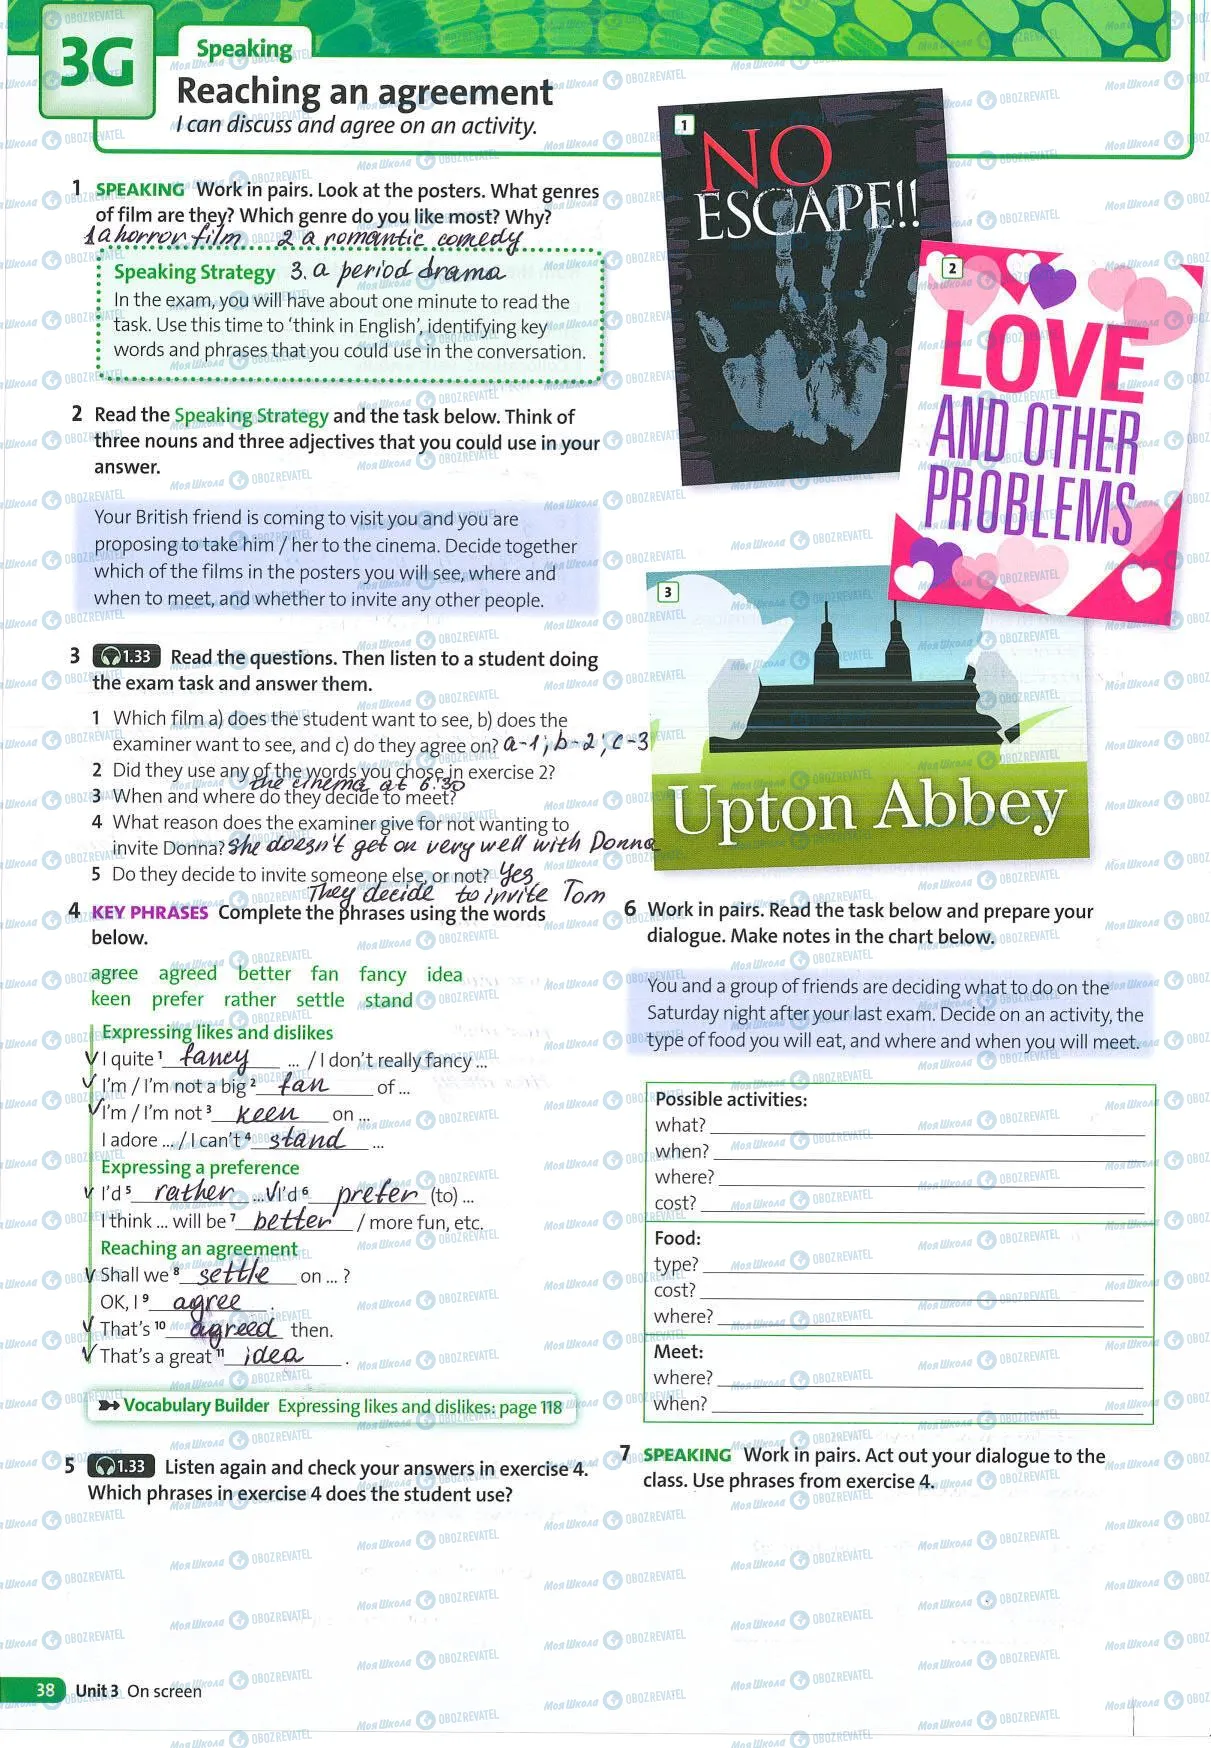 3G
Speaking
Reaching an agreement
I can discuss and agree on an activity.
1 SPEAKING Work in pairs. Look at the posters. What genres
of film are they? Which genre do you like most? Why?
1 a horror film 2 a romantic comedy
Speaking Strategy 3. a period drama
In the exam, you will have about one minute to read the
task. Use this time to ‘think in English’, identifying key
words and phrases that you could use in the conversation.
2 Read the Speaking Strategy and the task below. Think of
three nouns and three adjectives that you could use in your
answer.
Your British friend is coming to visit you and you are
proposing to take him / her to the cinema. Decide together
which of the films in the posters you will see, where and
when to meet, and whether to invite any other people.
3 1.33 Read the questions. Then listen to a student doing
the exam task and answer them.
1 Which film a) does the student want to see, b) does the
examiner want to see, and c) do they agree on? a-1; b-2; c-3
2 Did they use any of the words you chose in exercise 2?
the cinema at 6:30
3 When and where do they decide to meet?
4 What reason does the examiner give for not wanting to
invite Donna? She doesn't get on very well with Donna
5 Do they decide to invite someone else, or not? Yes
They decide to invite Tom
4 KEY PHRASES Complete the phrases using the words
below.
agree agreed better fan fancy idea
keen prefer rather settle stand
Expressing likes and dislikes
✓ I quite 1 fancy ... / I don’t really fancy ...
✓ I’m / I’m not a big 2 fan of ...
✓ I’m / I’m not 3 keen on ...
I adore ... / I can’t 4 stand ...
Expressing a preference
✓ I’d 5 rather ... ✓ I’d 6 prefer (to) ...
I think ... will be 7 better / more fun, etc.
Reaching an agreement
✓ Shall we 8 settle on ... ?
OK, I 9 agree .
✓ That’s 10 agreed then.
✓ That’s a great 11 idea .
Vocabulary Builder Expressing likes and dislikes: page 118
5 1.33 Listen again and check your answers in exercise 4.
Which phrases in exercise 4 does the student use?
1
NO
ESCAPE!!
2
LOVE
AND OTHER
PROBLEMS
3
Upton Abbey
6 Work in pairs. Read the task below and prepare your
dialogue. Make notes in the chart below.
You and a group of friends are deciding what to do on the
Saturday night after your last exam. Decide on an activity, the
type of food you will eat, and where and when you will meet.
Possible activities:
what?
when?
where?
cost?
Food:
type?
cost?
where?
Meet:
where?
when?
7 SPEAKING Work in pairs. Act out your dialogue to the
class. Use phrases from exercise 4.
38 Unit 3 On screen
МояШкола OBOZREVATEL